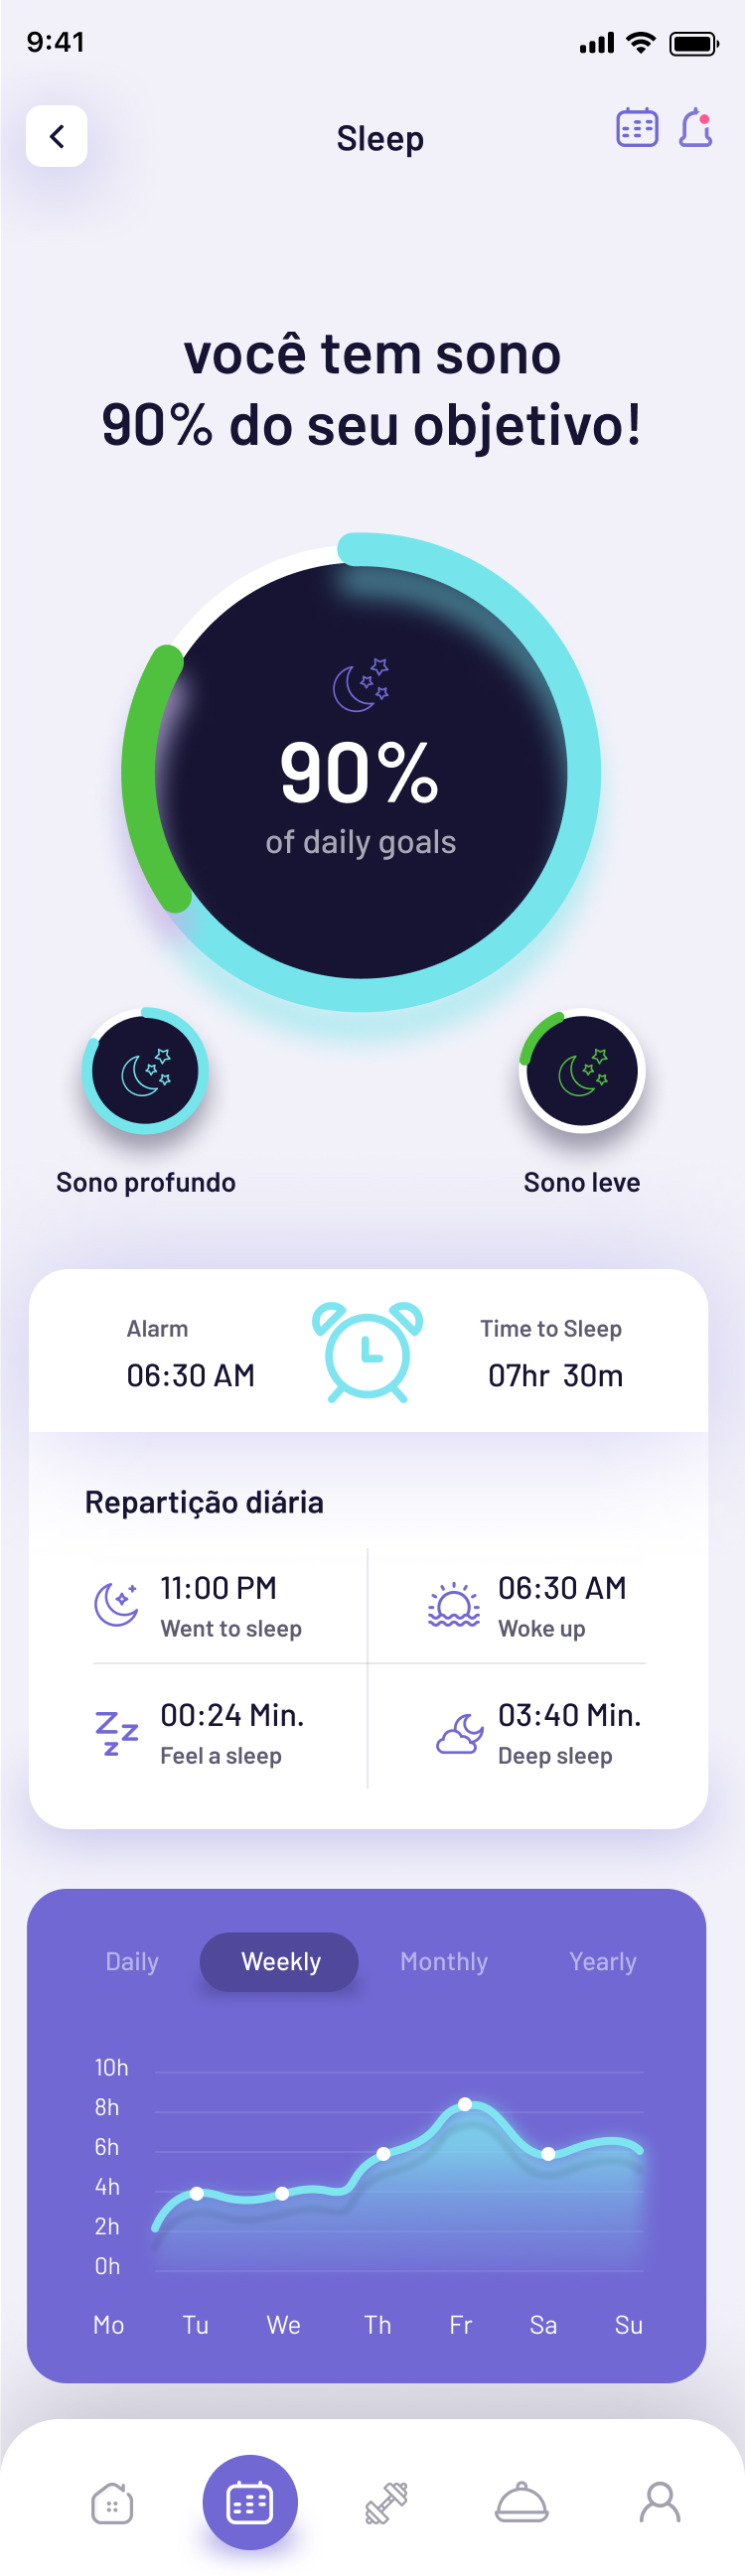 9:41
Sleep
você tem sono
90% do seu objetivo!
90%
of daily goals
Sono profundo
Sono leve
Alarm
Time to Sleep
06:30 AM
07hr 30m
Repartição diária
11:00 PM
Went to sleep
06:30 AM
Woke up
00:24 Min.
Feel a sleep
03:40 Min.
Deep sleep
Daily
Weekly
Monthly
Yearly
10h
8h
6h
4h
2h
0h
Mo Tu We Th Fr Sa Su